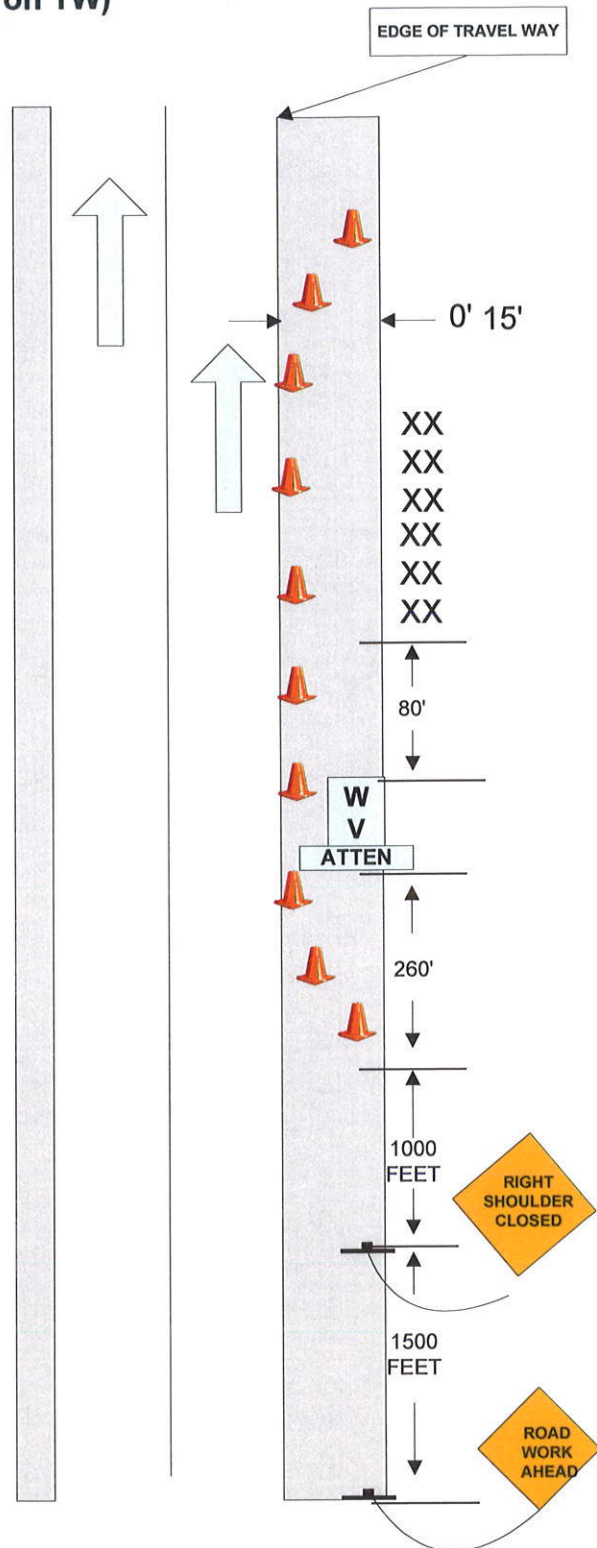 on TW)
EDGE OF TRAVEL WAY
0' 15'
XX
XX
XX
XX
XX
XX
80'
W
V
ATTEN
260'
1000
FEET
RIGHT
SHOULDER
CLOSED
1500
FEET
ROAD
WORK
AHEAD